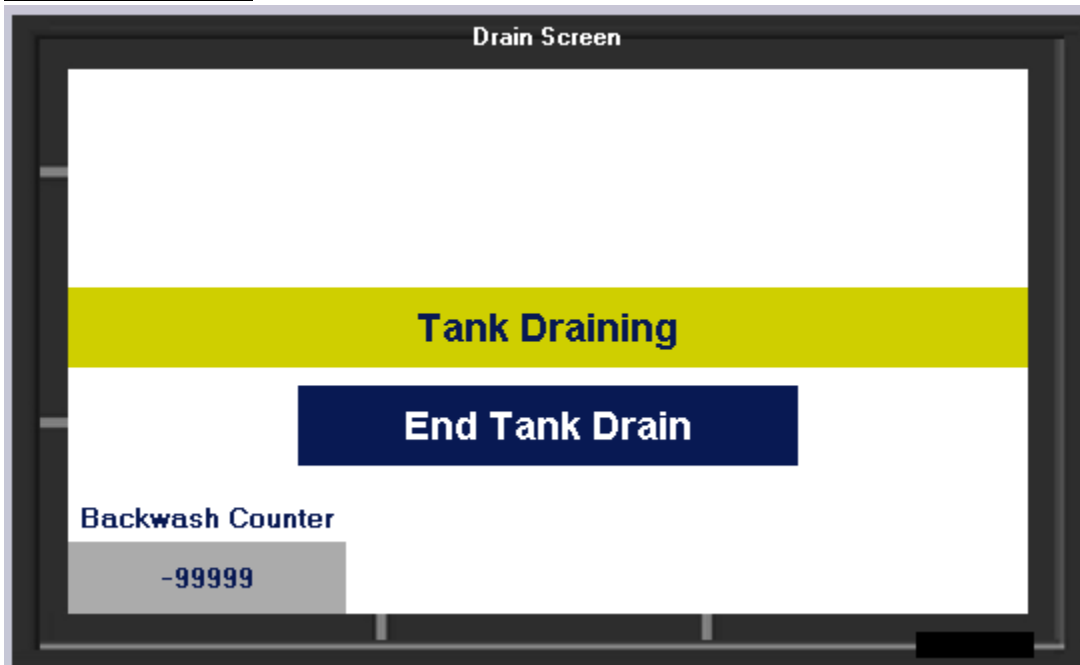 Drain Screen
Tank Draining
End Tank Drain
Backwash Counter
-99999